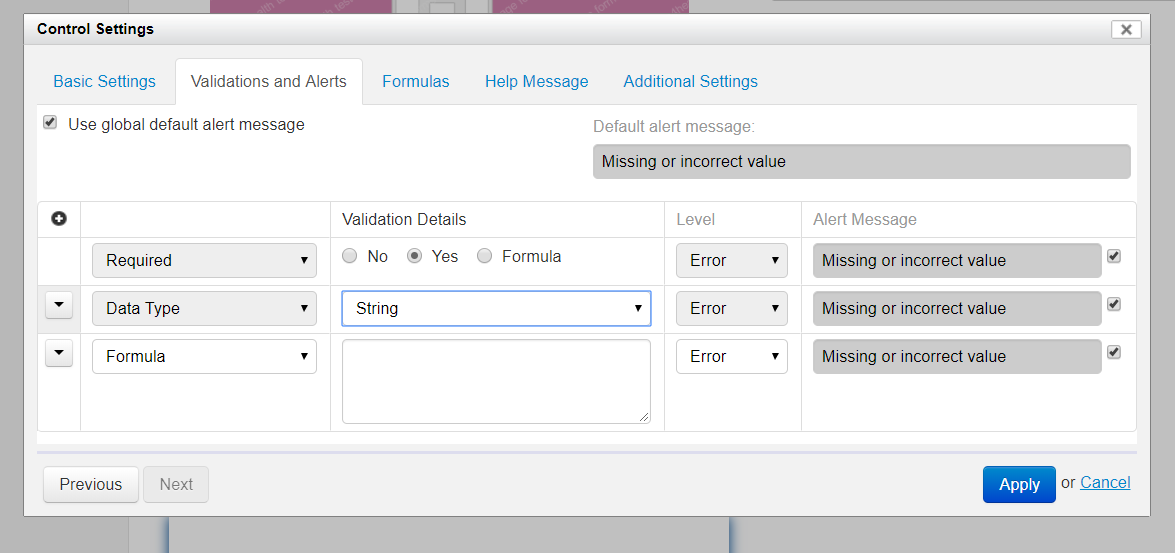 Control Settings
Basic Settings Validations and Alerts Formulas Help Message Additional Settings
Use global default alert message
Default alert message:
Missing or incorrect value
Validation Details Level Alert Message
Required No Yes Formula Error Missing or incorrect value
Data Type String Error Missing or incorrect value
Formula Error Missing or incorrect value
Previous Next Apply or Cancel